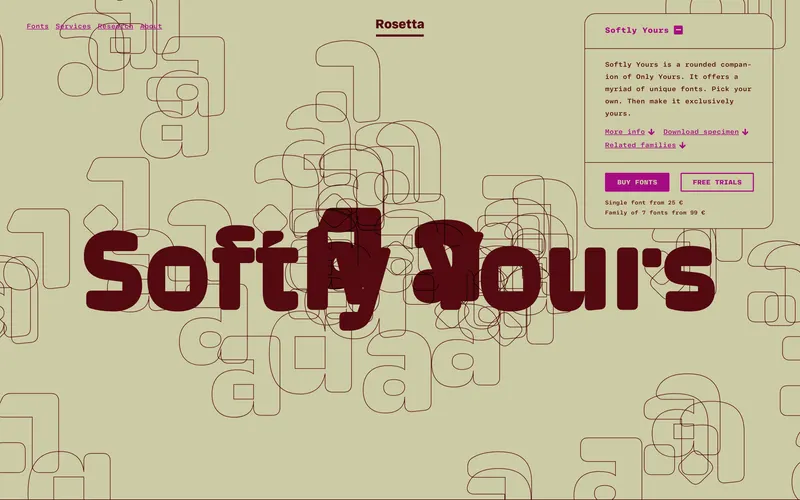 Fonts Services Research About
Rosetta
Softly Yours
Softly Yours is a rounded compan-
ion of Only Yours. It offers a
myriad of unique fonts. Pick your
own. Then make it exclusively
yours.
More info ↓ Download specimen ↓
Related families ↓
BUY FONTS FREE TRIALS
Single font from 25 €
Family of 7 fonts from 99 €
Softly Yours